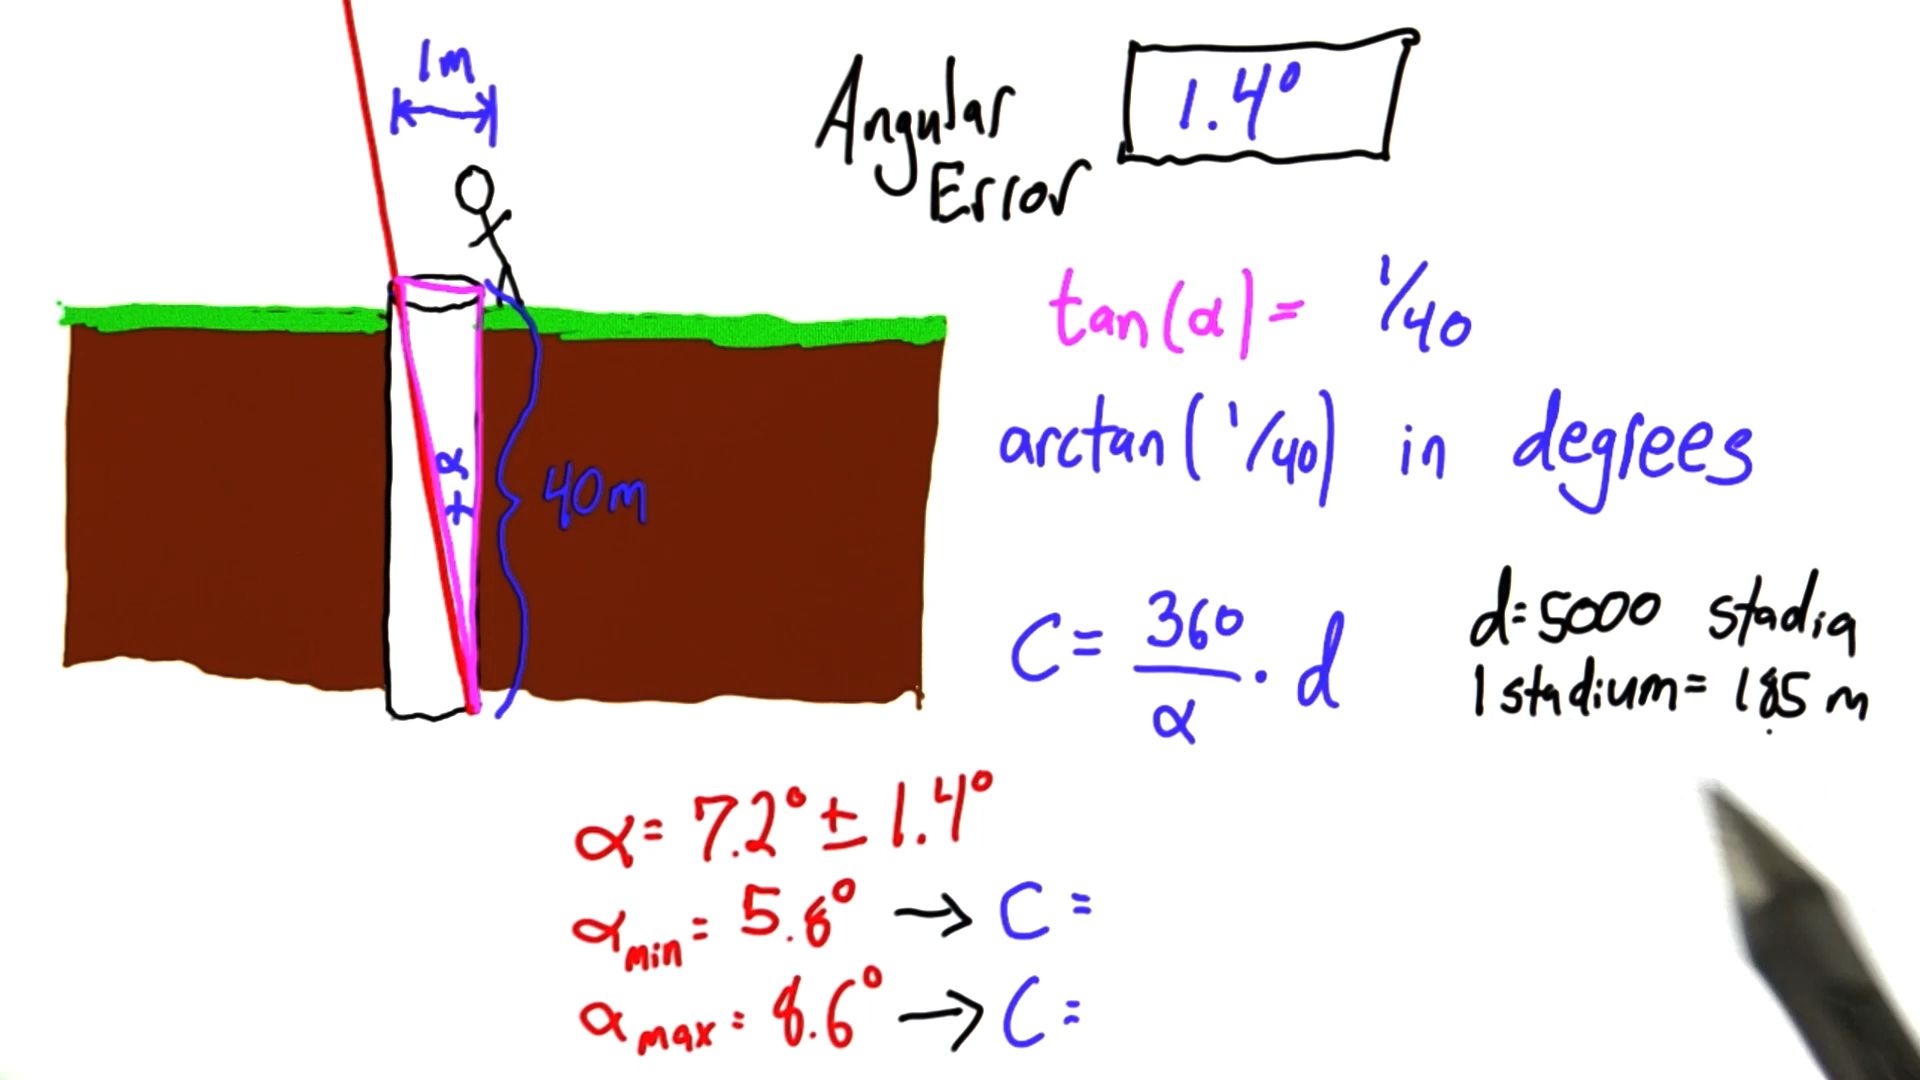 1m
Angular
Error
1.4°
tan(α) = 1/40
arctan(1/40) in degrees
α
40m
C = 360/α · d
d=5000 stadia
1 stadium = 185 m
α = 7.2° ± 1.4°
αmin = 5.8° → C =
αmax = 8.6° → C =